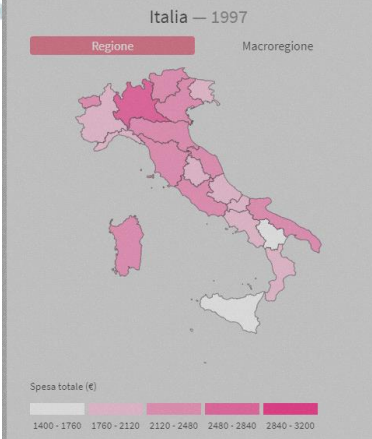 Italia — 1997
Regione Macroregione
Spesa totale (€)
1400 - 1760 1760 - 2120 2120 - 2480 2480 - 2840 2840 - 3200